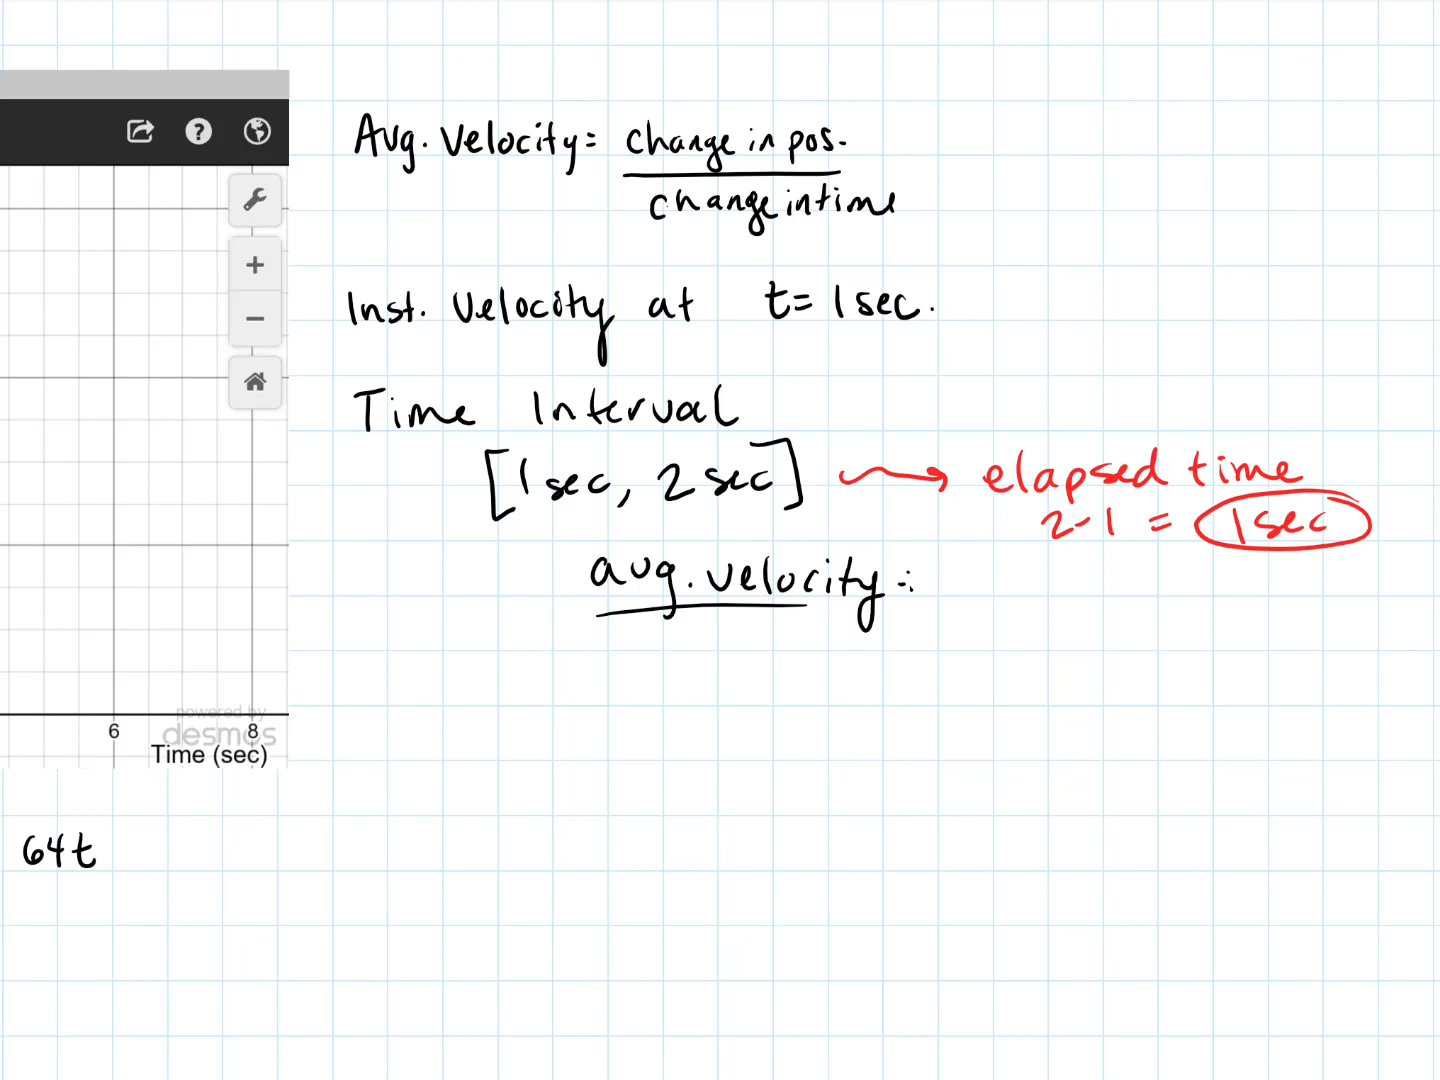 Avg. Velocity = change in pos.
change in time
Inst. Velocity at t = 1 sec.
Time Interval
[1 sec, 2 sec] elapsed time
2 - 1 = 1 sec
avg. velocity =
powered by
desmos
6 8
Time (sec)
64t